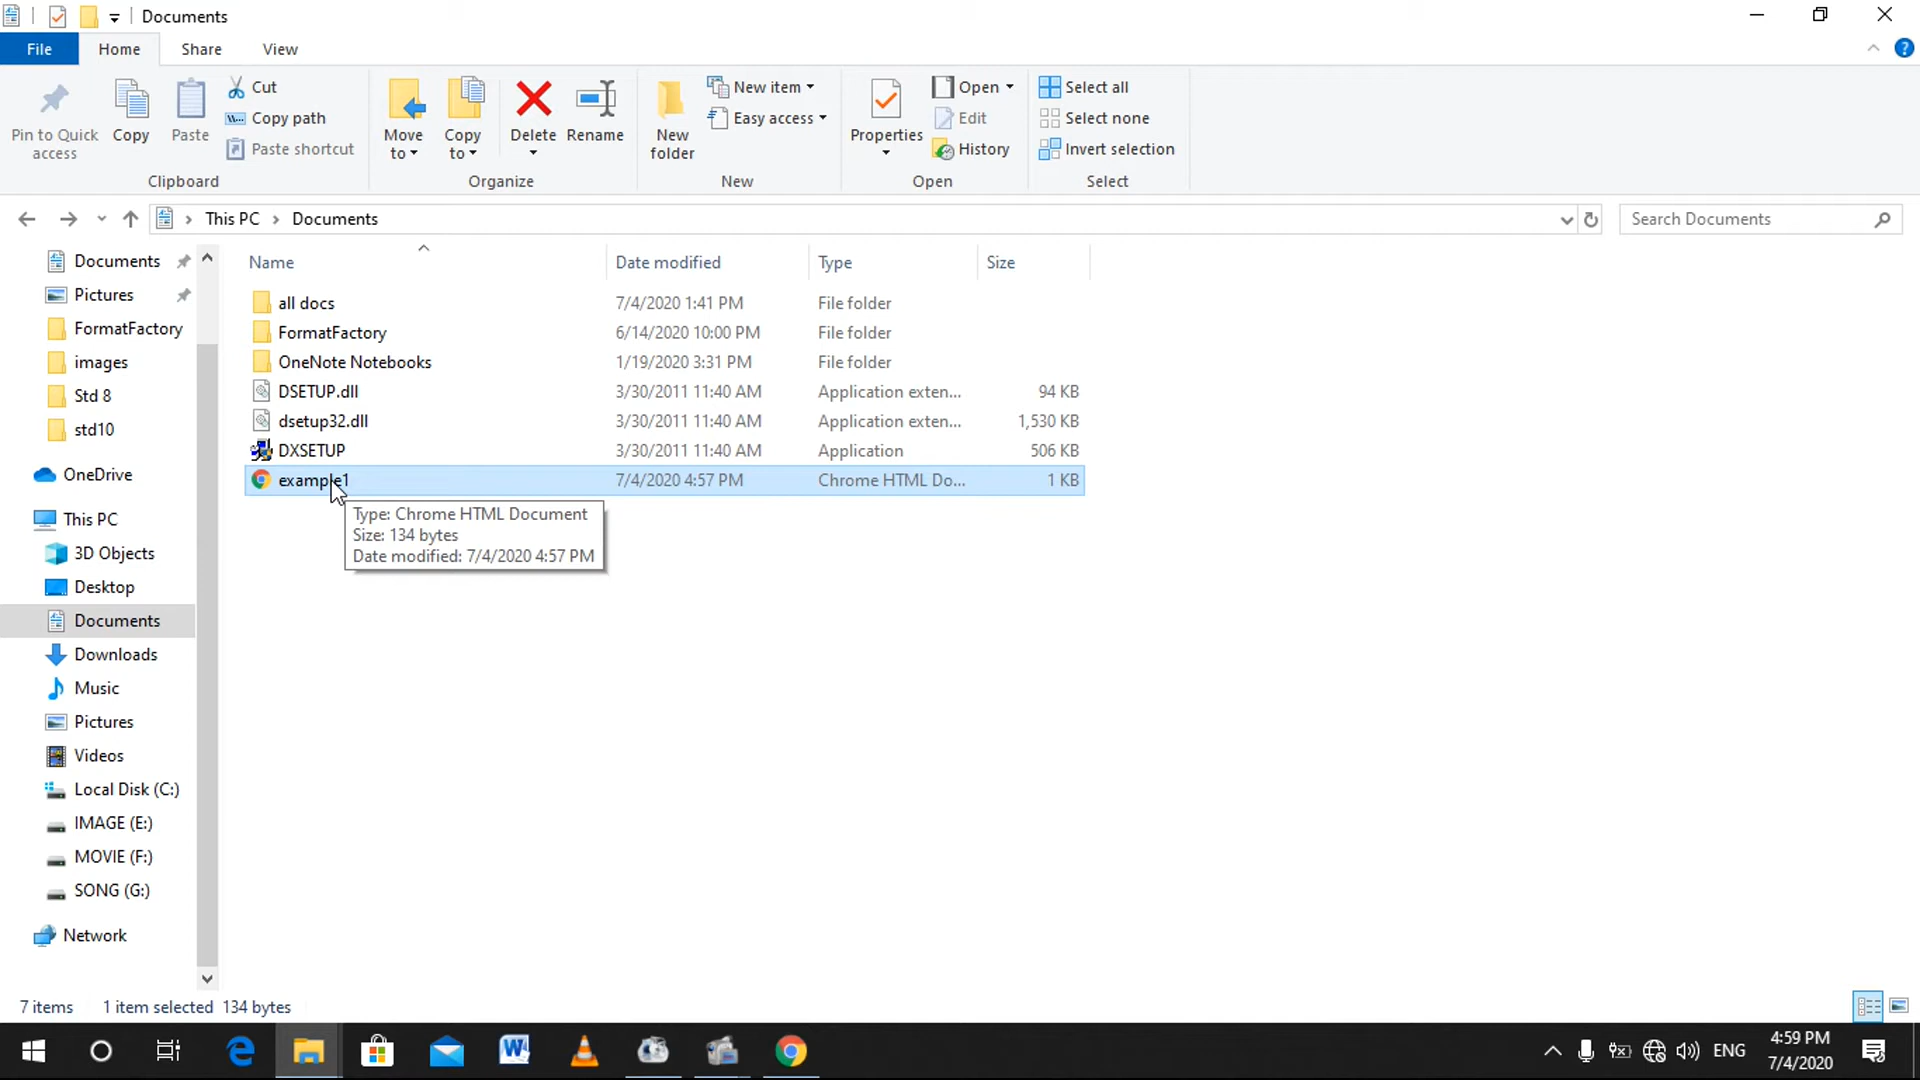 Documents
File Home Share View
Pin to Quick access
Copy
Paste
Cut
Copy path
Paste shortcut
Clipboard
Move to
Copy to
Delete
Rename
Organize
New folder
New item
Easy access
New
Properties
Open
Edit
History
Open
Select all
Select none
Invert selection
Select
This PC > Documents
Search Documents
Documents
Pictures
FormatFactory
images
Std 8
std10
OneDrive
This PC
3D Objects
Desktop
Documents
Downloads
Music
Pictures
Videos
Local Disk (C:)
IMAGE (E:)
MOVIE (F:)
SONG (G:)
Network
Name Date modified Type Size
all docs 7/4/2020 1:41 PM File folder
FormatFactory 6/14/2020 10:00 PM File folder
OneNote Notebooks 1/19/2020 3:31 PM File folder
DSETUP.dll 3/30/2011 11:40 AM Application exten... 94 KB
dsetup32.dll 3/30/2011 11:40 AM Application exten... 1,530 KB
DXSETUP 3/30/2011 11:40 AM Application 506 KB
example1 7/4/2020 4:57 PM Chrome HTML Do... 1 KB
Type: Chrome HTML Document
Size: 134 bytes
Date modified: 7/4/2020 4:57 PM
7 items 1 item selected 134 bytes
ENG
4:59 PM
7/4/2020